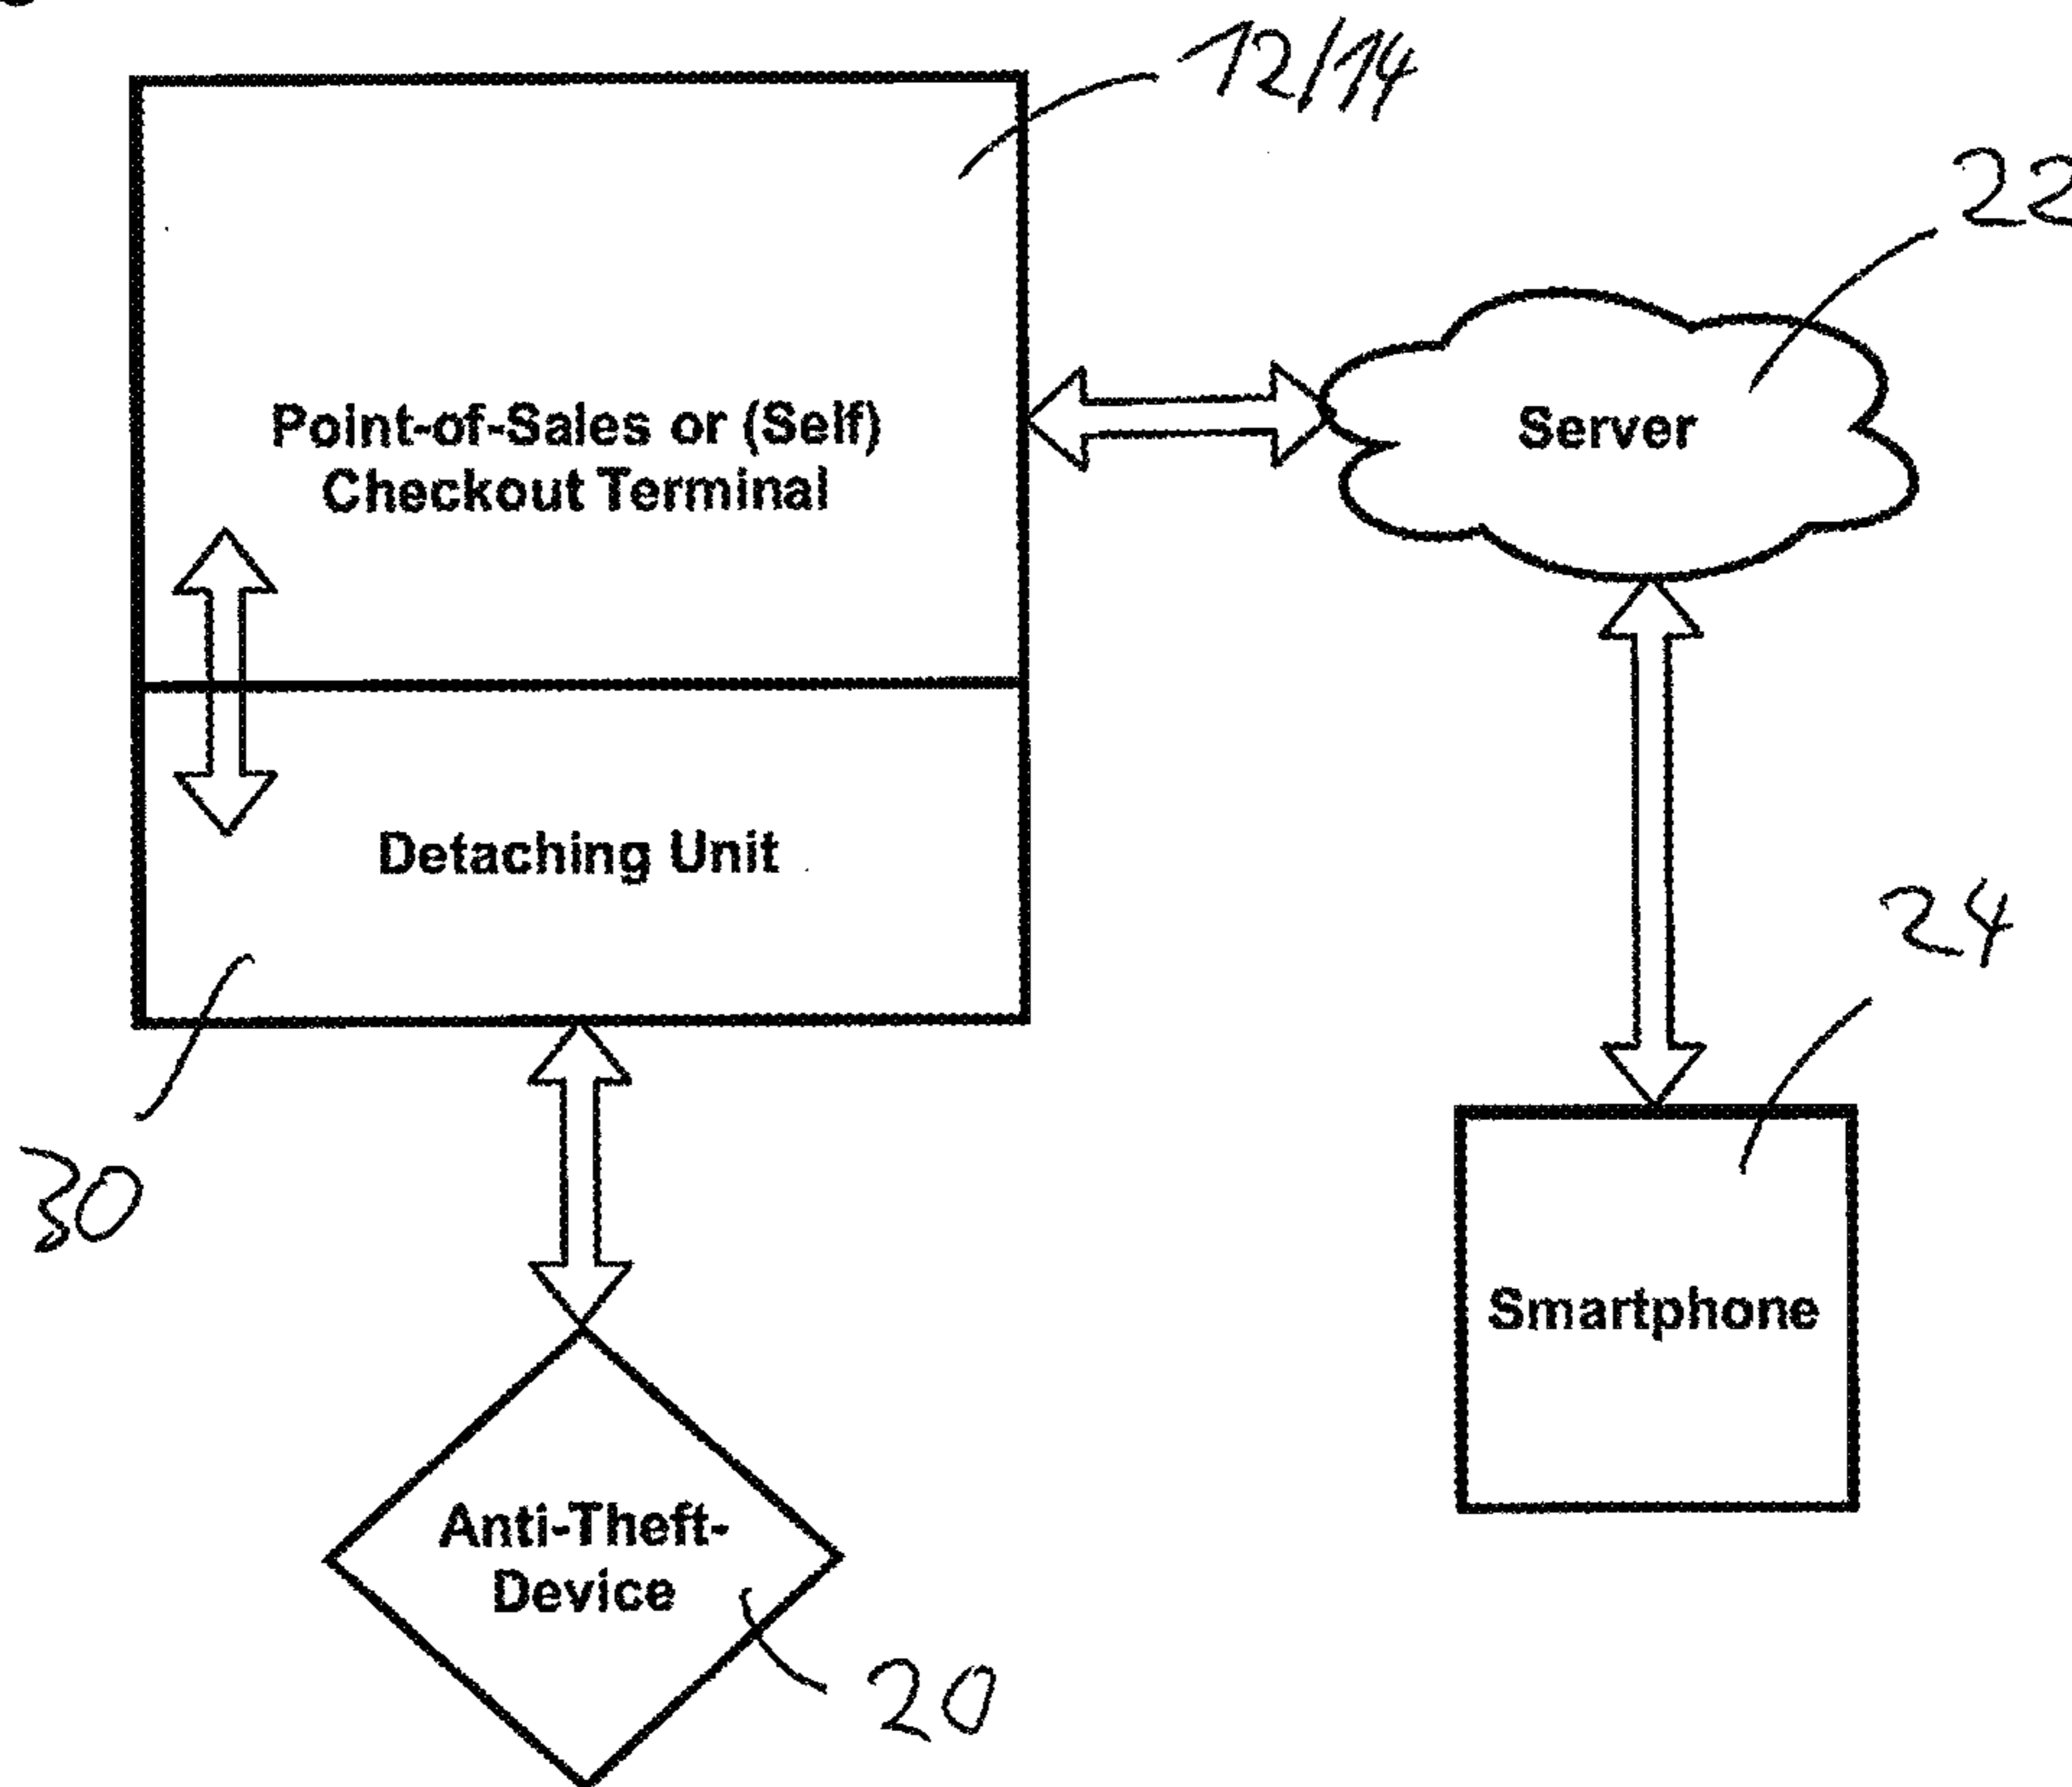 12/14
22
Point-of-Sales or (Self)
Checkout Terminal
Server
Detaching Unit
24
30
Smartphone
Anti-Theft-
Device
20